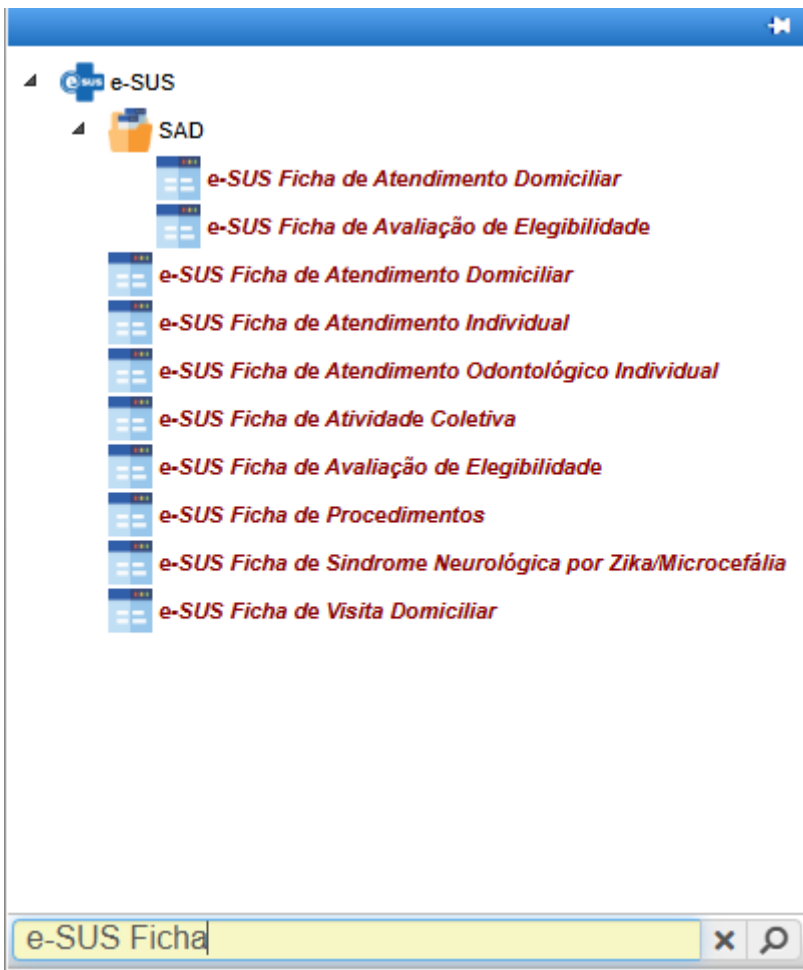 esus e-SUS
SAD
e-SUS Ficha de Atendimento Domiciliar
e-SUS Ficha de Avaliação de Elegibilidade
e-SUS Ficha de Atendimento Domiciliar
e-SUS Ficha de Atendimento Individual
e-SUS Ficha de Atendimento Odontológico Individual
e-SUS Ficha de Atividade Coletiva
e-SUS Ficha de Avaliação de Elegibilidade
e-SUS Ficha de Procedimentos
e-SUS Ficha de Sindrome Neurológica por Zika/Microcefália
e-SUS Ficha de Visita Domiciliar
e-SUS Ficha